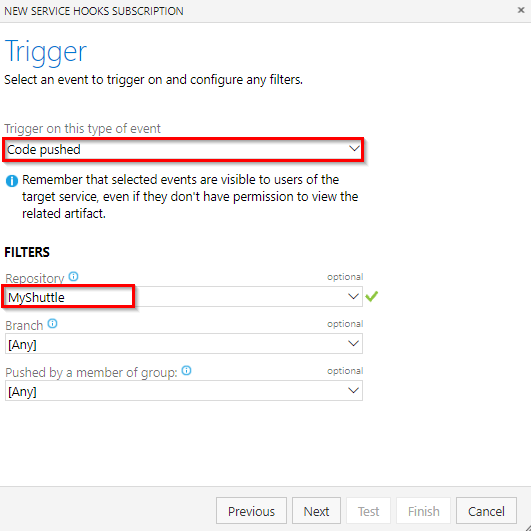 NEW SERVICE HOOKS SUBSCRIPTION
Trigger
Select an event to trigger on and configure any filters.
Trigger on this type of event
Code pushed
Remember that selected events are visible to users of the
target service, even if they don't have permission to view the
related artifact.
FILTERS
Repository optional
MyShuttle
Branch optional
[Any]
Pushed by a member of group: optional
[Any]
Previous Next Test Finish Cancel